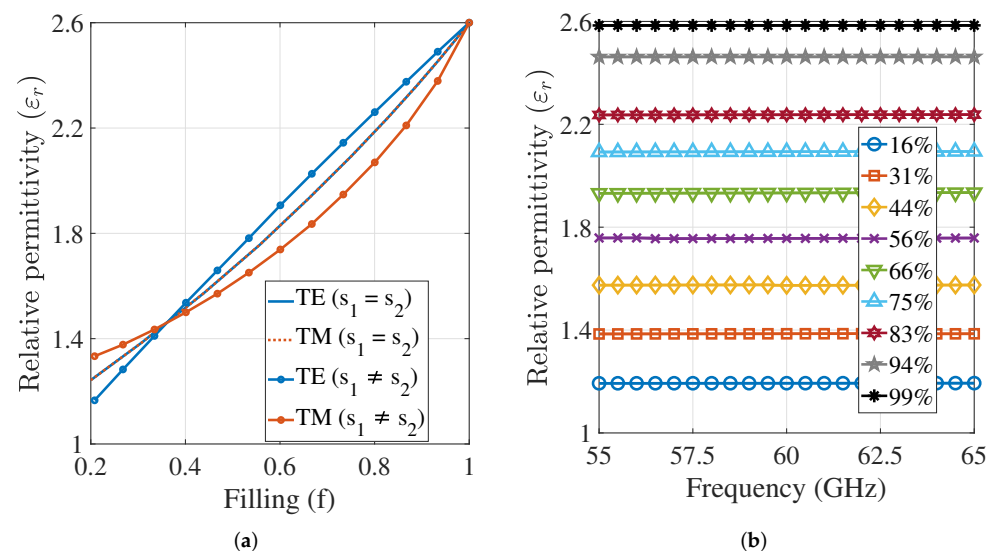 2.6
2.2
1.8
1.4
1
Relative permittivity (εr)
0.2 0.4 0.6 0.8 1
Filling (f)
TE (s1 = s2)
TM (s1 = s2)
TE (s1 ≠ s2)
TM (s1 ≠ s2)
(a)
2.6
2.2
1.8
1.4
1
Relative permittivity (εr)
55 57.5 60 62.5 65
Frequency (GHz)
16%
31%
44%
56%
66%
75%
83%
94%
99%
(b)